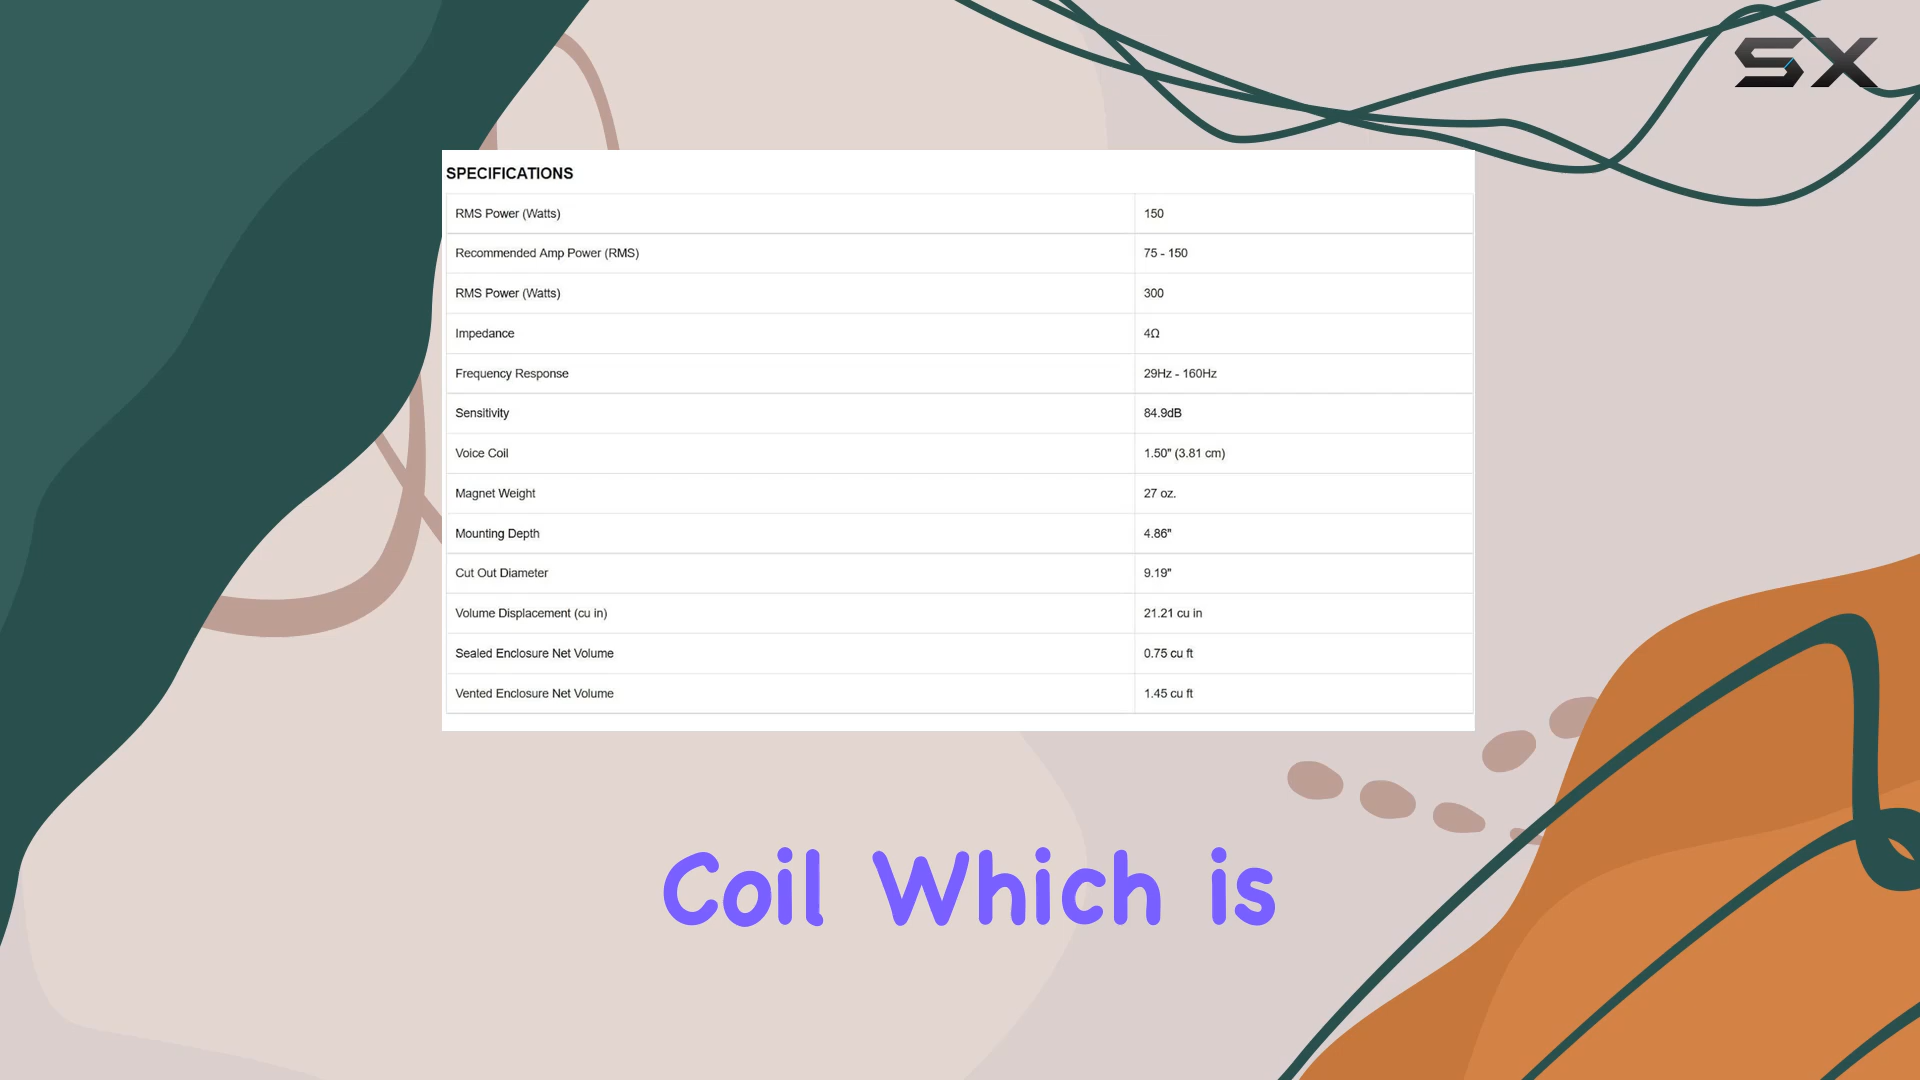 SX
SPECIFICATIONS
RMS Power (Watts) 150
Recommended Amp Power (RMS) 75 - 150
RMS Power (Watts) 300
Impedance 4Ω
Frequency Response 29Hz - 160Hz
Sensitivity 84.9dB
Voice Coil 1.50" (3.81 cm)
Magnet Weight 27 oz.
Mounting Depth 4.86"
Cut Out Diameter 9.19"
Volume Displacement (cu in) 21.21 cu in
Sealed Enclosure Net Volume 0.75 cu ft
Vented Enclosure Net Volume 1.45 cu ft
Coil Which is